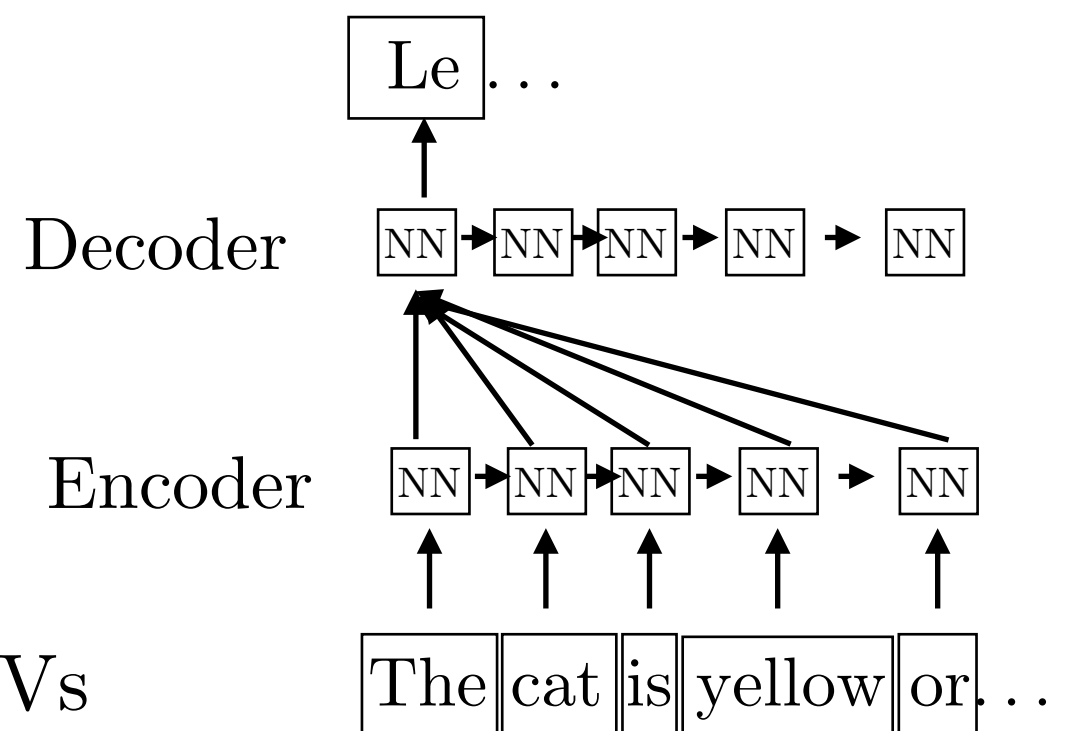 Le ...
Decoder NN NN NN NN NN
Encoder NN NN NN NN NN
Vs The cat is yellow or...